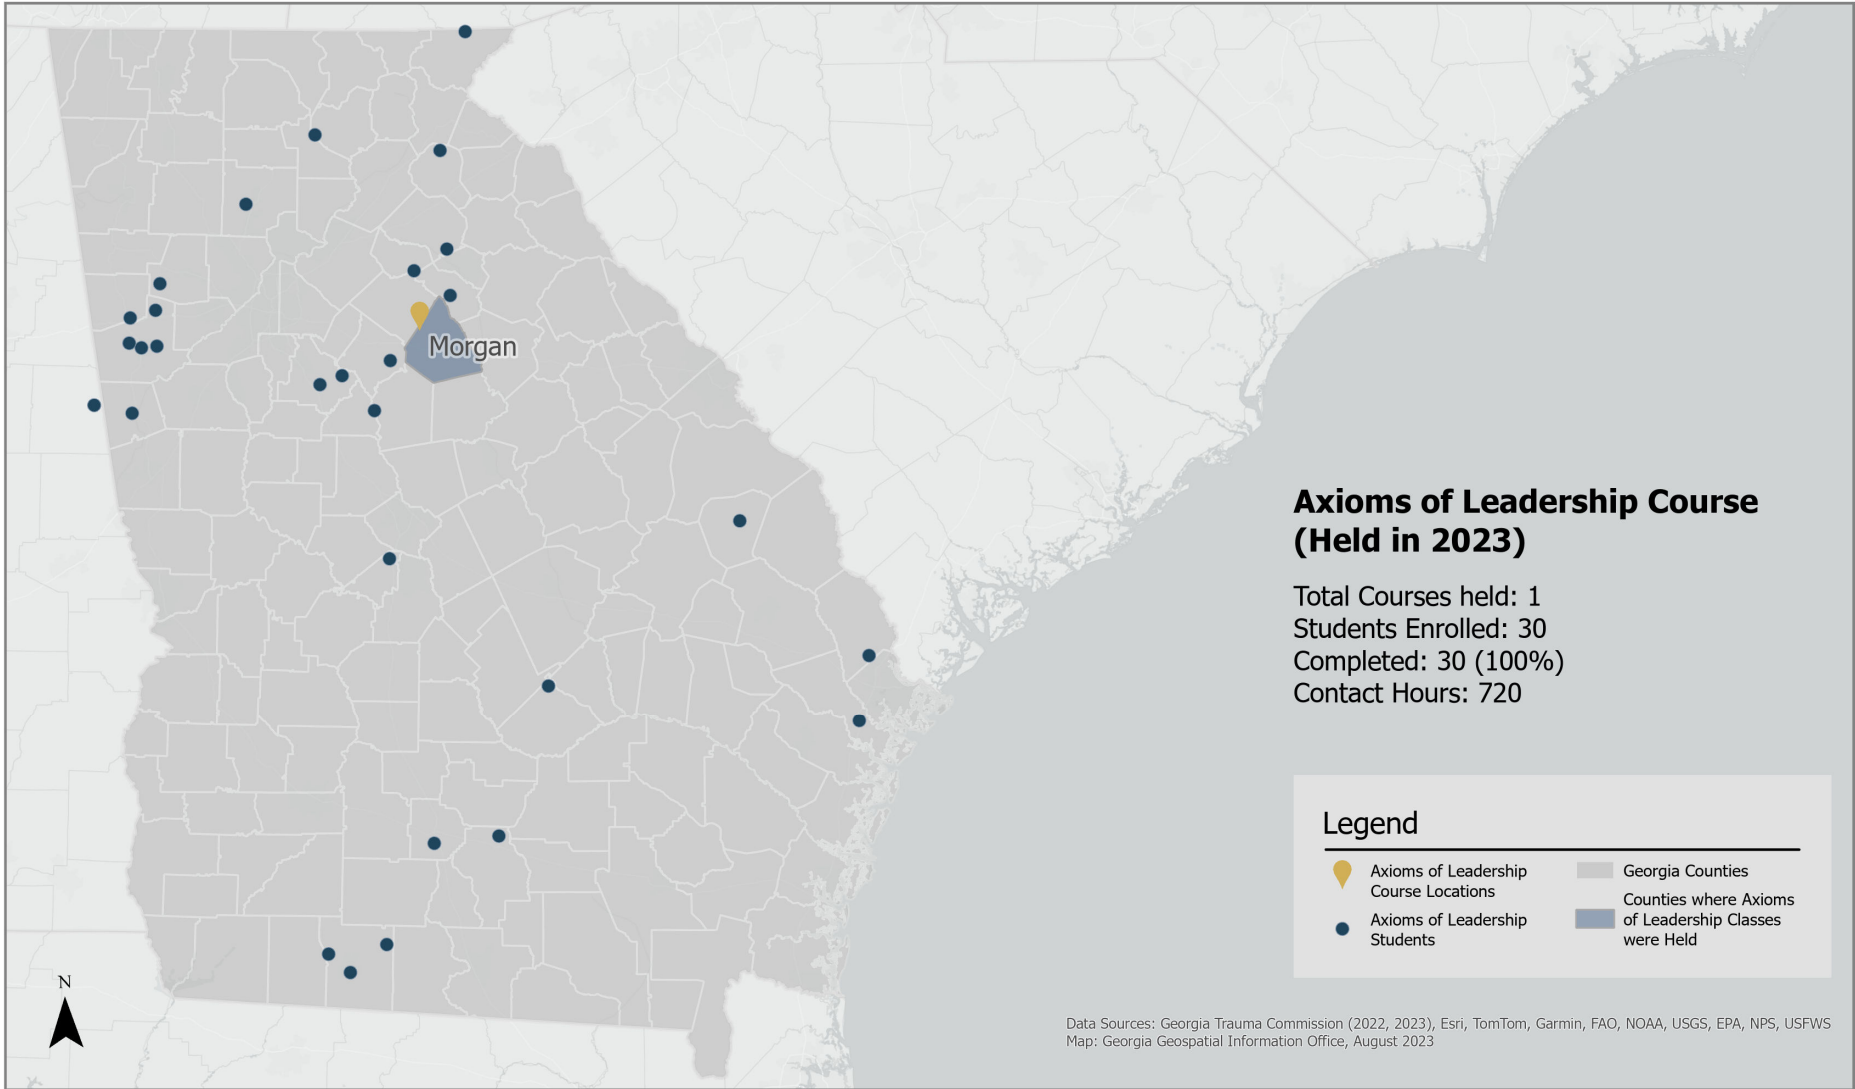 Morgan
Axioms of Leadership Course
(Held in 2023)
Total Courses held: 1
Students Enrolled: 30
Completed: 30 (100%)
Contact Hours: 720
Legend
Axioms of Leadership
Course Locations
Axioms of Leadership
Students
Georgia Counties
Counties where Axioms
of Leadership Classes
were Held
N
Data Sources: Georgia Trauma Commission (2022, 2023), Esri, TomTom, Garmin, FAO, NOAA, USGS, EPA, NPS, USFWS
Map: Georgia Geospatial Information Office, August 2023